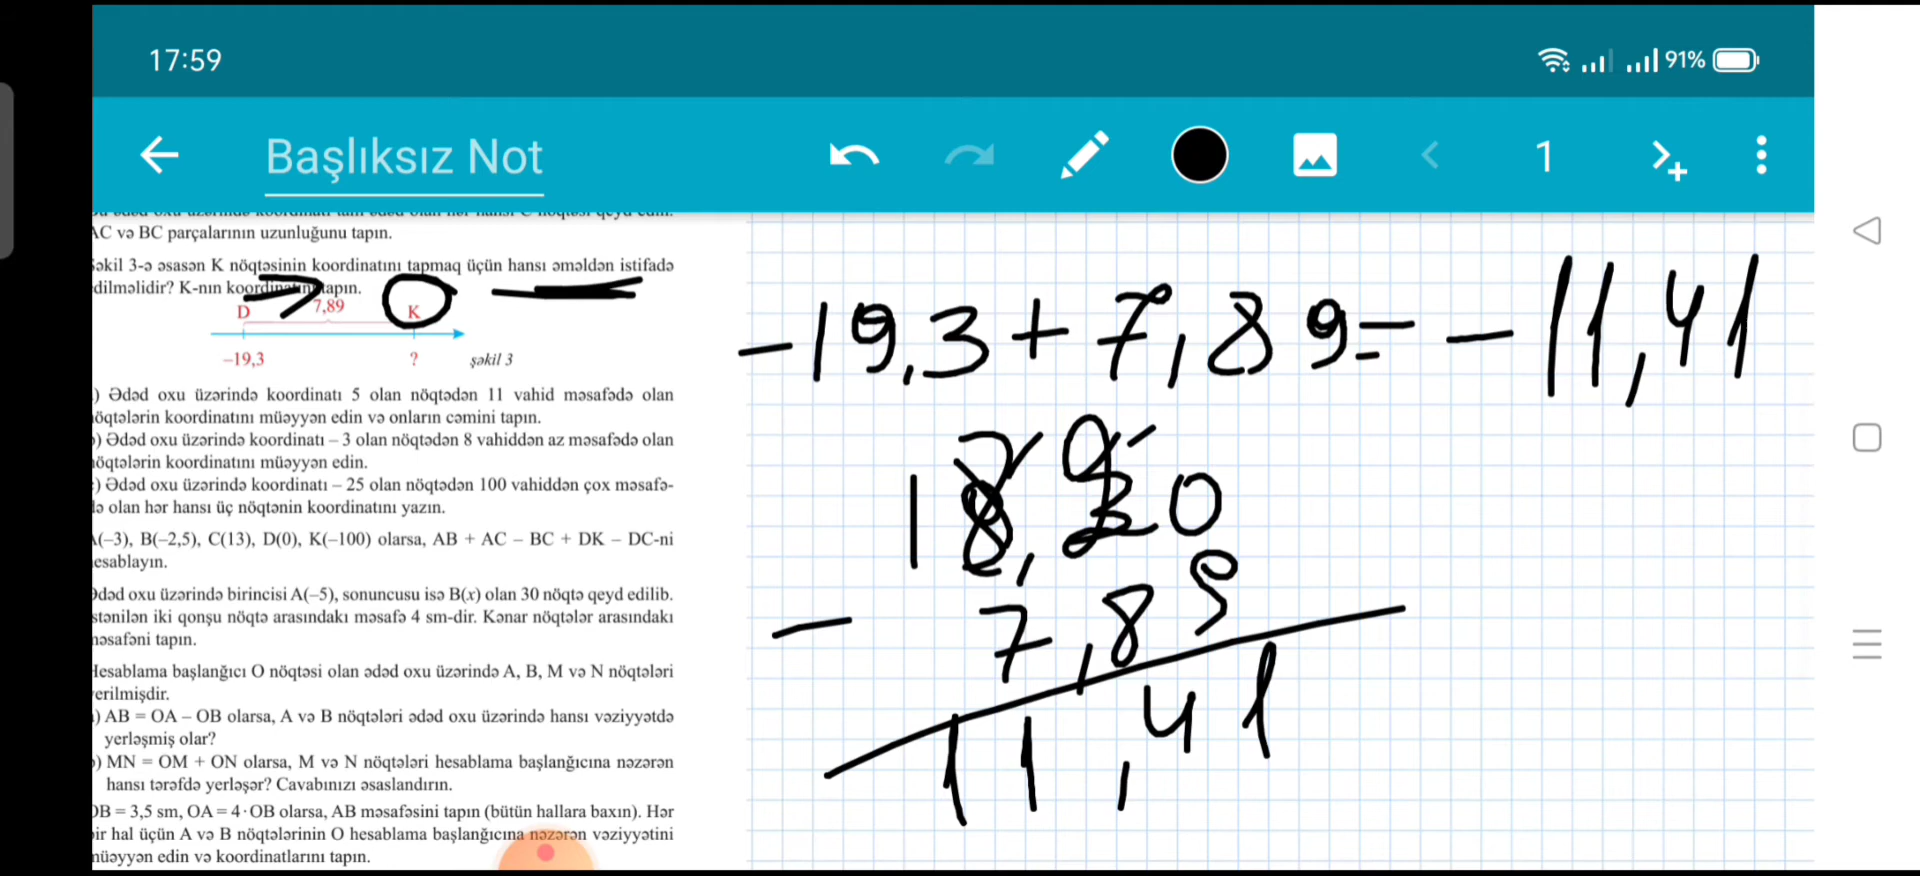 17:59
91%
Başlıksız Not
1
AC və BC parçalarının uzunluğunu tapın.
Şəkil 3-ə əsasən K nöqtəsinin koordinatını tapmaq üçün hansı əməldən istifadə
dilməlidir? K-nın koordinatını tapın.
D 7,89 K
-19,3 ? şəkil 3
) Ədəd oxu üzərində koordinatı 5 olan nöqtədən 11 vahid məsafədə olan
öqtələrin koordinatını müəyyən edin və onların cəmini tapın.
) Ədəd oxu üzərində koordinatı – 3 olan nöqtədən 8 vahiddən az məsafədə olan
öqtələrin koordinatını müəyyən edin.
) Ədəd oxu üzərində koordinatı – 25 olan nöqtədən 100 vahiddən çox məsafə-
də olan hər hansı üç nöqtənin koordinatını yazın.
A(–3), B(–2,5), C(13), D(0), K(–100) olarsa, AB + AC – BC + DK – DC-ni
esablayın.
Ədəd oxu üzərində birincisi A(–5), sonuncusu isə B(x) olan 30 nöqtə qeyd edilib.
stənilən iki qonşu nöqtə arasındakı məsafə 4 sm-dir. Kənar nöqtələr arasındakı
məsafəni tapın.
Hesablama başlanğıcı O nöqtəsi olan ədəd oxu üzərində A, B, M və N nöqtələri
erilmişdir.
) AB = OA – OB olarsa, A və B nöqtələri ədəd oxu üzərində hansı vəziyyətdə
yerləşmiş olar?
) MN = OM + ON olarsa, M və N nöqtələri hesablama başlanğıcına nəzərən
hansı tərəfdə yerləşər? Cavabınızı əsaslandırın.
OB = 3,5 sm, OA = 4·OB olarsa, AB məsafəsini tapın (bütün hallara baxın). Hər
bir hal üçün A və B nöqtələrinin O hesablama başlanğıcına nəzərən vəziyyətini
müəyyən edin və koordinatlarını tapın.
-19,3+7,89=-11,41
- 7,89
11,41